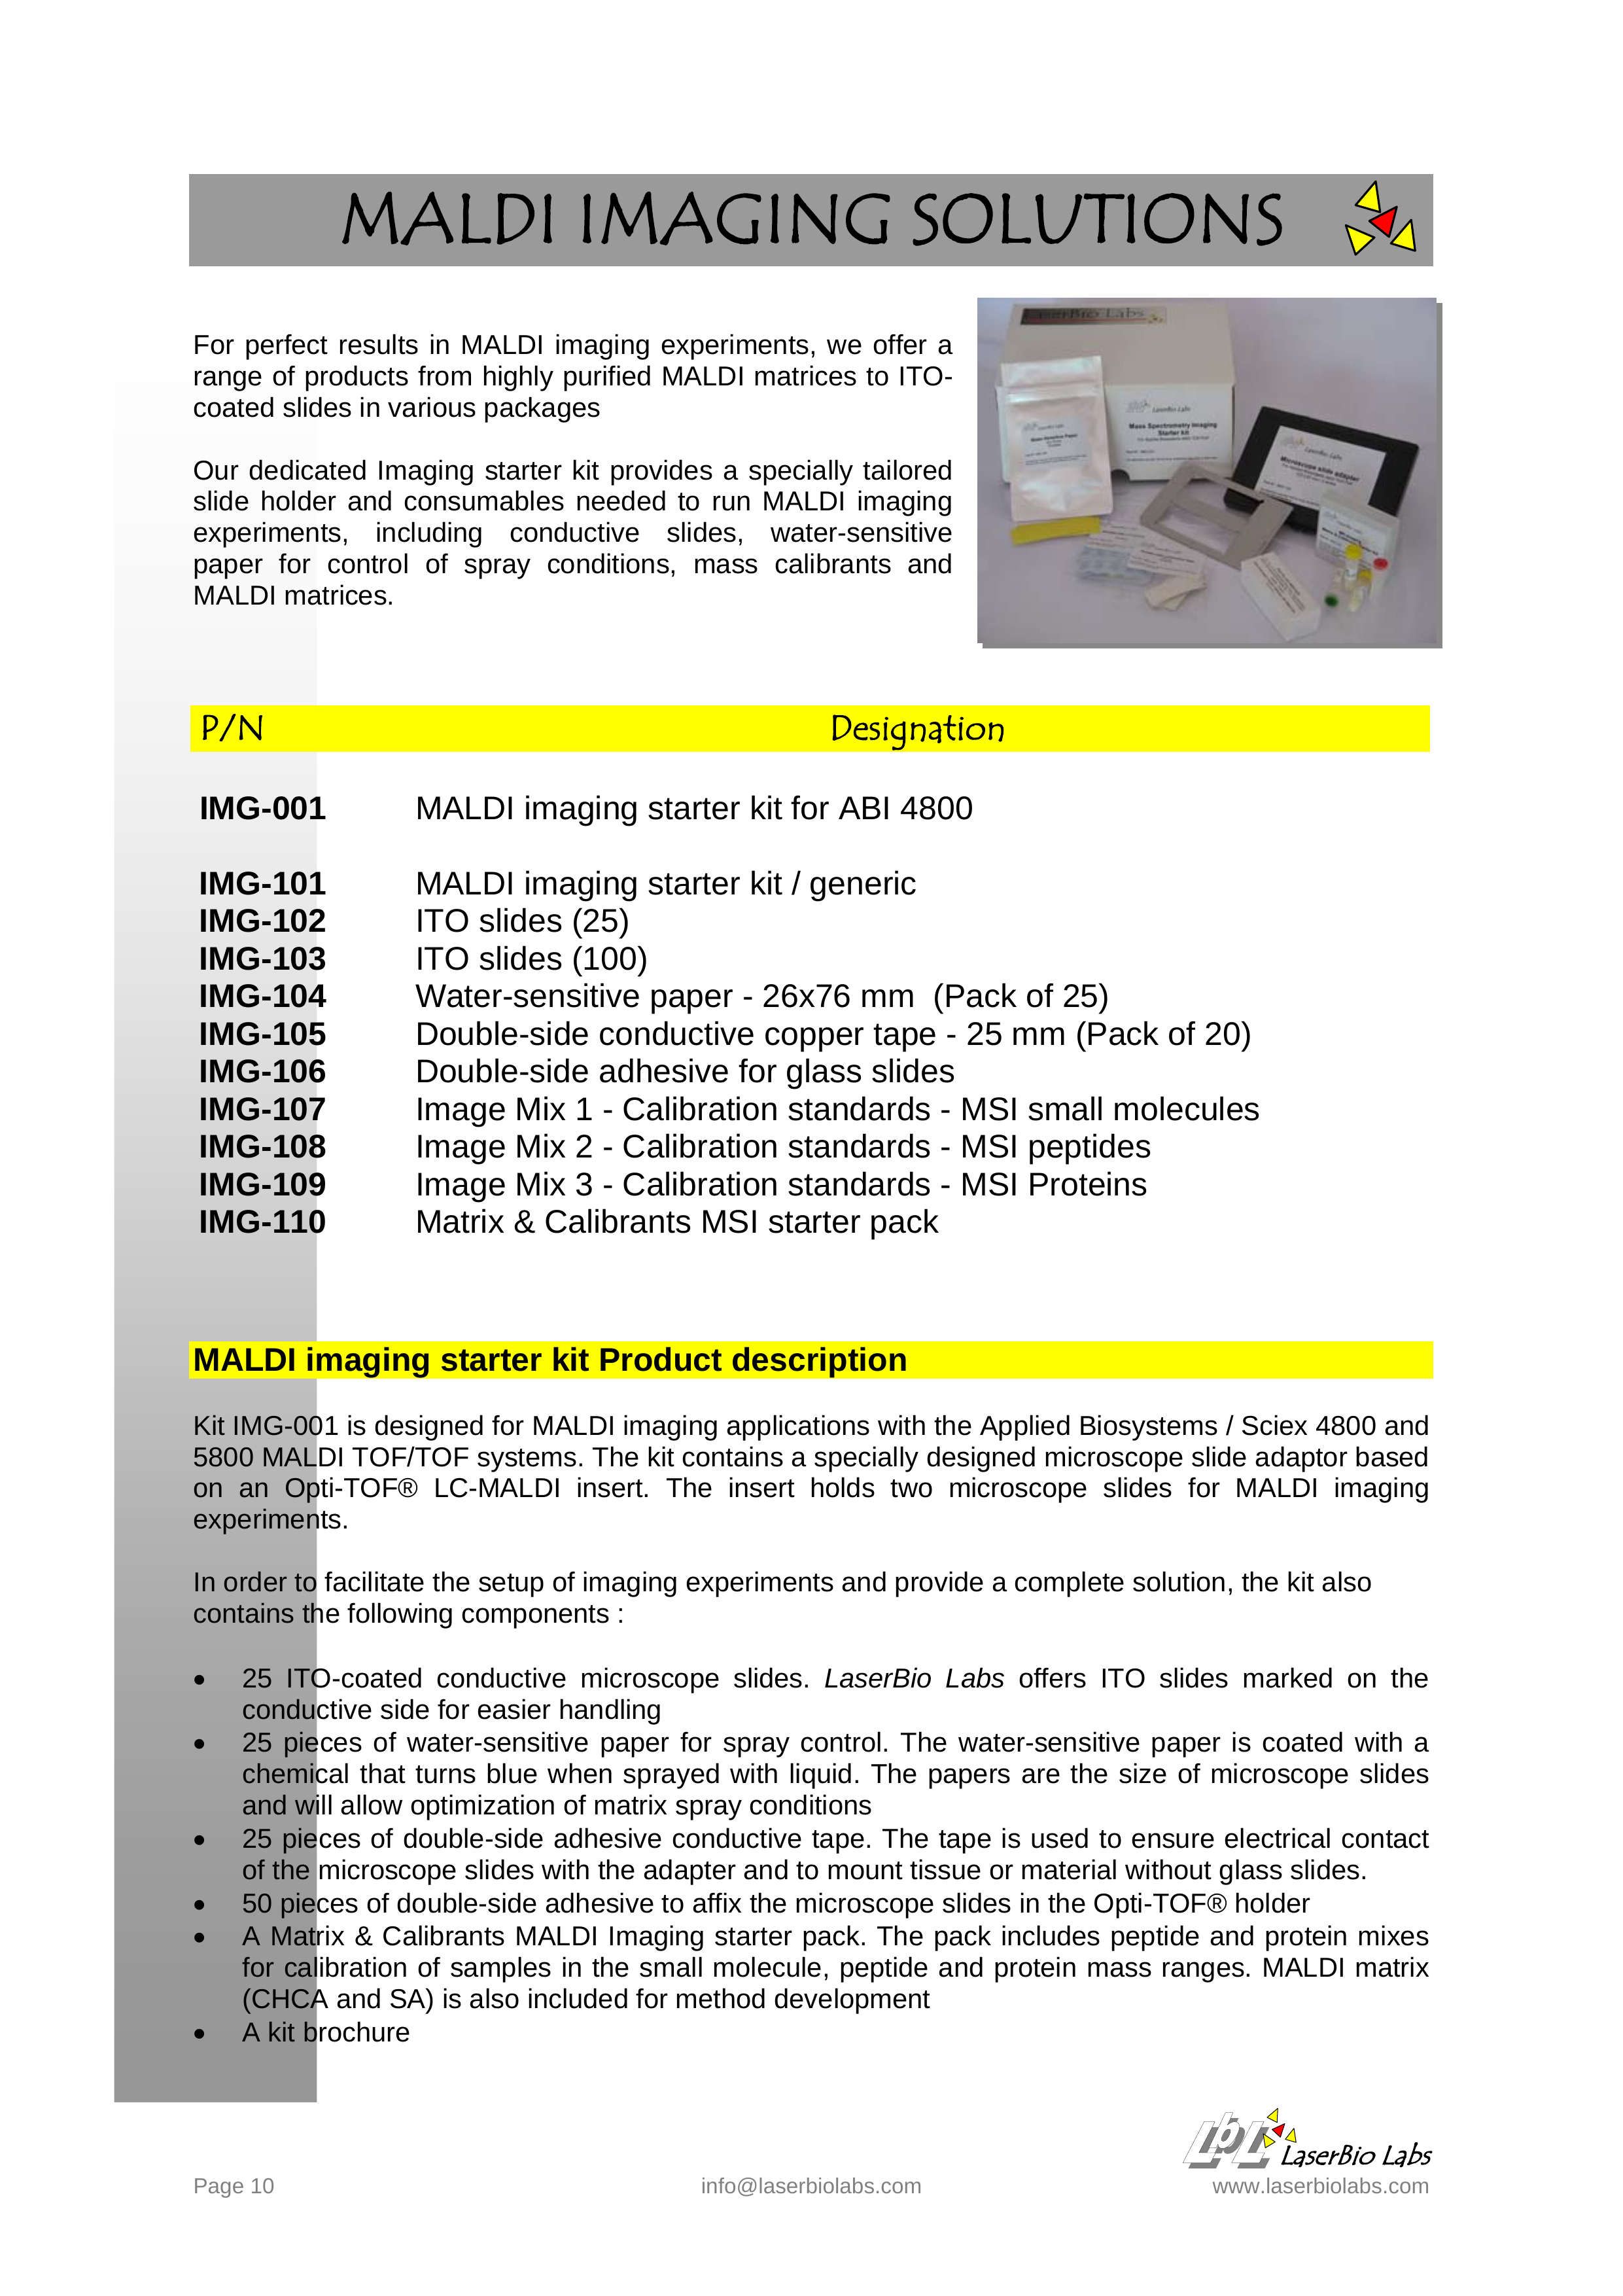 MALDI IMAGING SOLUTIONS
For perfect results in MALDI imaging experiments, we offer a
range of products from highly purified MALDI matrices to ITO-
coated slides in various packages
Our dedicated Imaging starter kit provides a specially tailored
slide holder and consumables needed to run MALDI imaging
experiments, including conductive slides, water-sensitive
paper for control of spray conditions, mass calibrants and
MALDI matrices.
LaserBio Labs
LaserBio Labs
Mass Spectrometry Imaging
Starter kit
LaserBio Labs
Water-Sensitive Paper
LaserBio Labs
Microscope slide adapter
P/N Designation
IMG-001 MALDI imaging starter kit for ABI 4800
IMG-101 MALDI imaging starter kit / generic
IMG-102 ITO slides (25)
IMG-103 ITO slides (100)
IMG-104 Water-sensitive paper - 26x76 mm (Pack of 25)
IMG-105 Double-side conductive copper tape - 25 mm (Pack of 20)
IMG-106 Double-side adhesive for glass slides
IMG-107 Image Mix 1 - Calibration standards - MSI small molecules
IMG-108 Image Mix 2 - Calibration standards - MSI peptides
IMG-109 Image Mix 3 - Calibration standards - MSI Proteins
IMG-110 Matrix & Calibrants MSI starter pack
MALDI imaging starter kit Product description
Kit IMG-001 is designed for MALDI imaging applications with the Applied Biosystems / Sciex 4800 and
5800 MALDI TOF/TOF systems. The kit contains a specially designed microscope slide adaptor based
on an Opti-TOF® LC-MALDI insert. The insert holds two microscope slides for MALDI imaging
experiments.
In order to facilitate the setup of imaging experiments and provide a complete solution, the kit also
contains the following components :
• 25 ITO-coated conductive microscope slides. LaserBio Labs offers ITO slides marked on the
conductive side for easier handling
• 25 pieces of water-sensitive paper for spray control. The water-sensitive paper is coated with a
chemical that turns blue when sprayed with liquid. The papers are the size of microscope slides
and will allow optimization of matrix spray conditions
• 25 pieces of double-side adhesive conductive tape. The tape is used to ensure electrical contact
of the microscope slides with the adapter and to mount tissue or material without glass slides.
• 50 pieces of double-side adhesive to affix the microscope slides in the Opti-TOF® holder
• A Matrix & Calibrants MALDI Imaging starter pack. The pack includes peptide and protein mixes
for calibration of samples in the small molecule, peptide and protein mass ranges. MALDI matrix
(CHCA and SA) is also included for method development
• A kit brochure
LbL LaserBio Labs
Page 10 info@laserbiolabs.com www.laserbiolabs.com